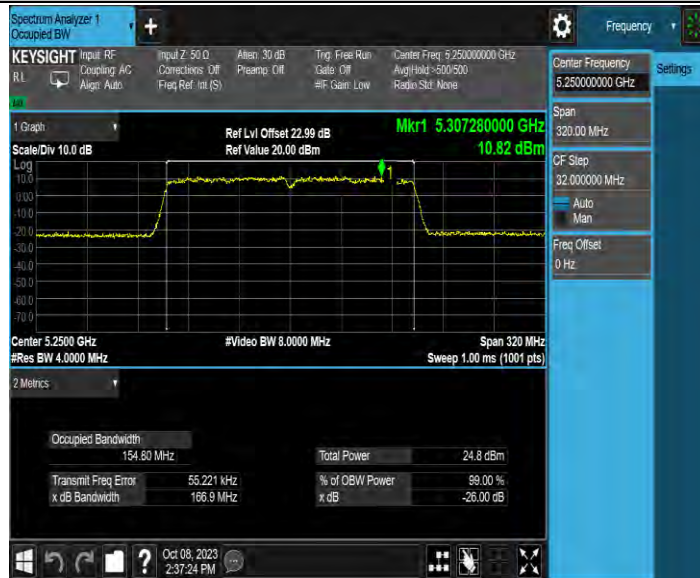 Spectrum Analyzer 1
Occupied BW
Frequency
KEYSIGHT Input: RF
R L
Coupling: AC
Align: Auto
Input Z: 50 Ω
Corrections: Off
Freq Ref: Int (S)
Atten: 30 dB
Preamp: Off
Trig: Free Run
Gate: Off
#IF Gain: Low
Center Freq: 5.250000000 GHz
Avg|Hold:>500/500
Radio Std: None
Center Frequency
5.250000000 GHz
Settings
Span
320.00 MHz
CF Step
32.000000 MHz
Auto
Man
Freq Offset
0 Hz
1 Graph
Scale/Div 10.0 dB
Ref Lvl Offset 22.99 dB
Ref Value 20.00 dBm
Mkr1 5.307280000 GHz
10.82 dBm
Log
10.0
0.00
-10.0
-20.0
-30.0
-40.0
-50.0
-60.0
-70.0
1
Center 5.2500 GHz
#Res BW 4.0000 MHz
#Video BW 8.0000 MHz
Span 320 MHz
Sweep 1.00 ms (1001 pts)
2 Metrics
Occupied Bandwidth
154.80 MHz
Total Power 24.8 dBm
Transmit Freq Error 55.221 kHz
% of OBW Power 99.00 %
x dB Bandwidth 166.9 MHz
x dB -26.00 dB
?
Oct 08, 2023
2:37:24 PM